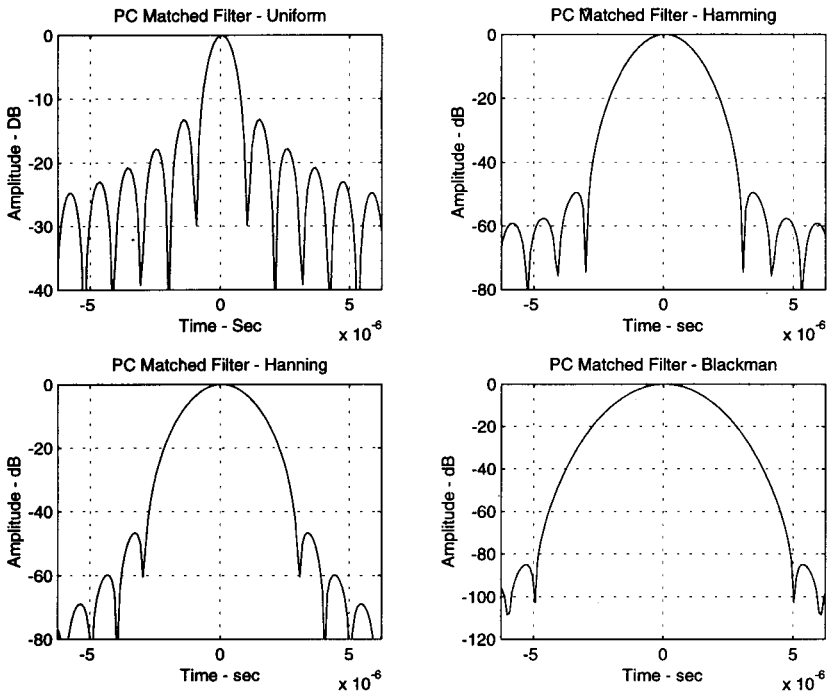 PC Matched Filter - Uniform
0
-10
-20
-30
-40
Amplitude - DB
-5
0
5
Time - Sec
x 10^-6
PC Matched Filter - Hamming
0
-20
-40
-60
-80
Amplitude - dB
-5
0
5
Time - sec
x 10^-6
PC Matched Filter - Hanning
0
-20
-40
-60
-80
Amplitude - dB
-5
0
5
Time - sec
x 10^-6
PC Matched Filter - Blackman
0
-20
-40
-60
-80
-100
-120
Amplitude - dB
-5
0
5
Time - sec
x 10^-6